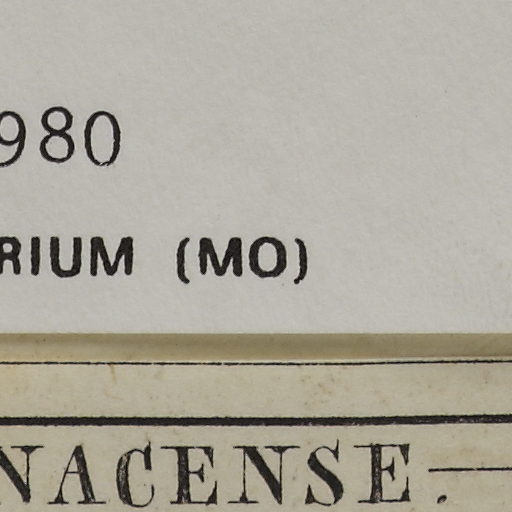 980
RIUM (MO)
NACENSE.